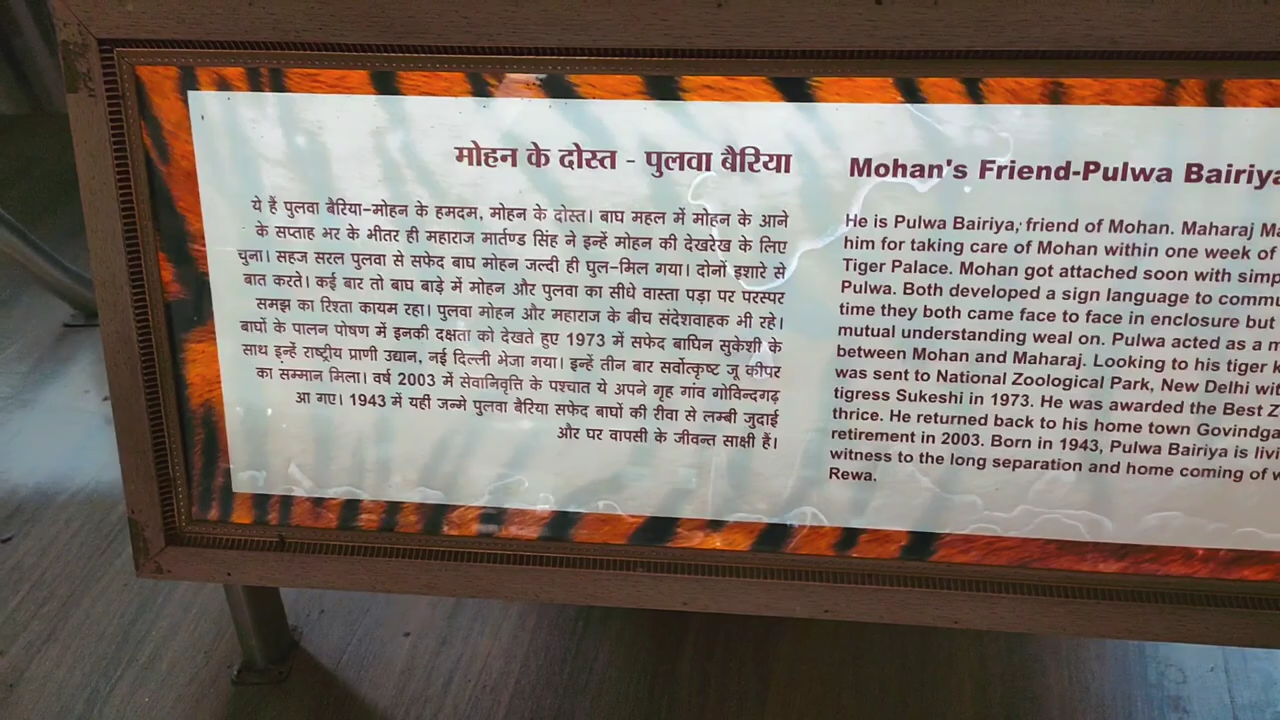 मोहन के दोस्त - पुलवा बैरिया
ये हैं पुलवा बैरिया–मोहन के हमदम, मोहन के दोस्त। बाघ महल में मोहन के आने
के सप्ताह भर के भीतर ही महाराज मार्तण्ड सिंह ने इन्हें मोहन की देखरेख के लिए
चुना। सहज सरल पुलवा से सफेद बाघ मोहन जल्दी ही घुल–मिल गया। दोनों इशारे से
बात करते। कई बार तो बाघ बाड़े में मोहन और पुलवा का सीधे वास्ता पड़ा पर परस्पर
समझ का रिश्ता कायम रहा। पुलवा मोहन और महाराज के बीच संदेशवाहक भी रहे।
बाघों के पालन पोषण में इनकी दक्षता को देखते हुए 1973 में सफेद बाघिन सुकेशी के
साथ इन्हें राष्ट्रीय प्राणी उद्यान, नई दिल्ली भेजा गया। इन्हें तीन बार सर्वोत्कृष्ट जू कीपर
का सम्मान मिला। वर्ष 2003 में सेवानिवृत्ति के पश्चात ये अपने गृह गांव गोविन्दगढ़
आ गए। 1943 में यहीं जन्मे पुलवा बैरिया सफेद बाघों की रीवा से लम्बी जुदाई
और घर वापसी के जीवन्त साक्षी हैं।
Mohan's Friend-Pulwa Bairiya
He is Pulwa Bairiya, friend of Mohan. Maharaj
him for taking care of Mohan within one week of
Tiger Palace. Mohan got attached soon with
Pulwa. Both developed a sign language to
time they both came face to face in enclosure but
mutual understanding weal on. Pulwa acted as a
between Mohan and Maharaj. Looking to his tiger
was sent to National Zoological Park, New Delhi
tigress Sukeshi in 1973. He was awarded the Best
thrice. He returned back to his home town
retirement in 2003. Born in 1943, Pulwa Bairiya is
witness to the long separation and home coming of
Rewa.